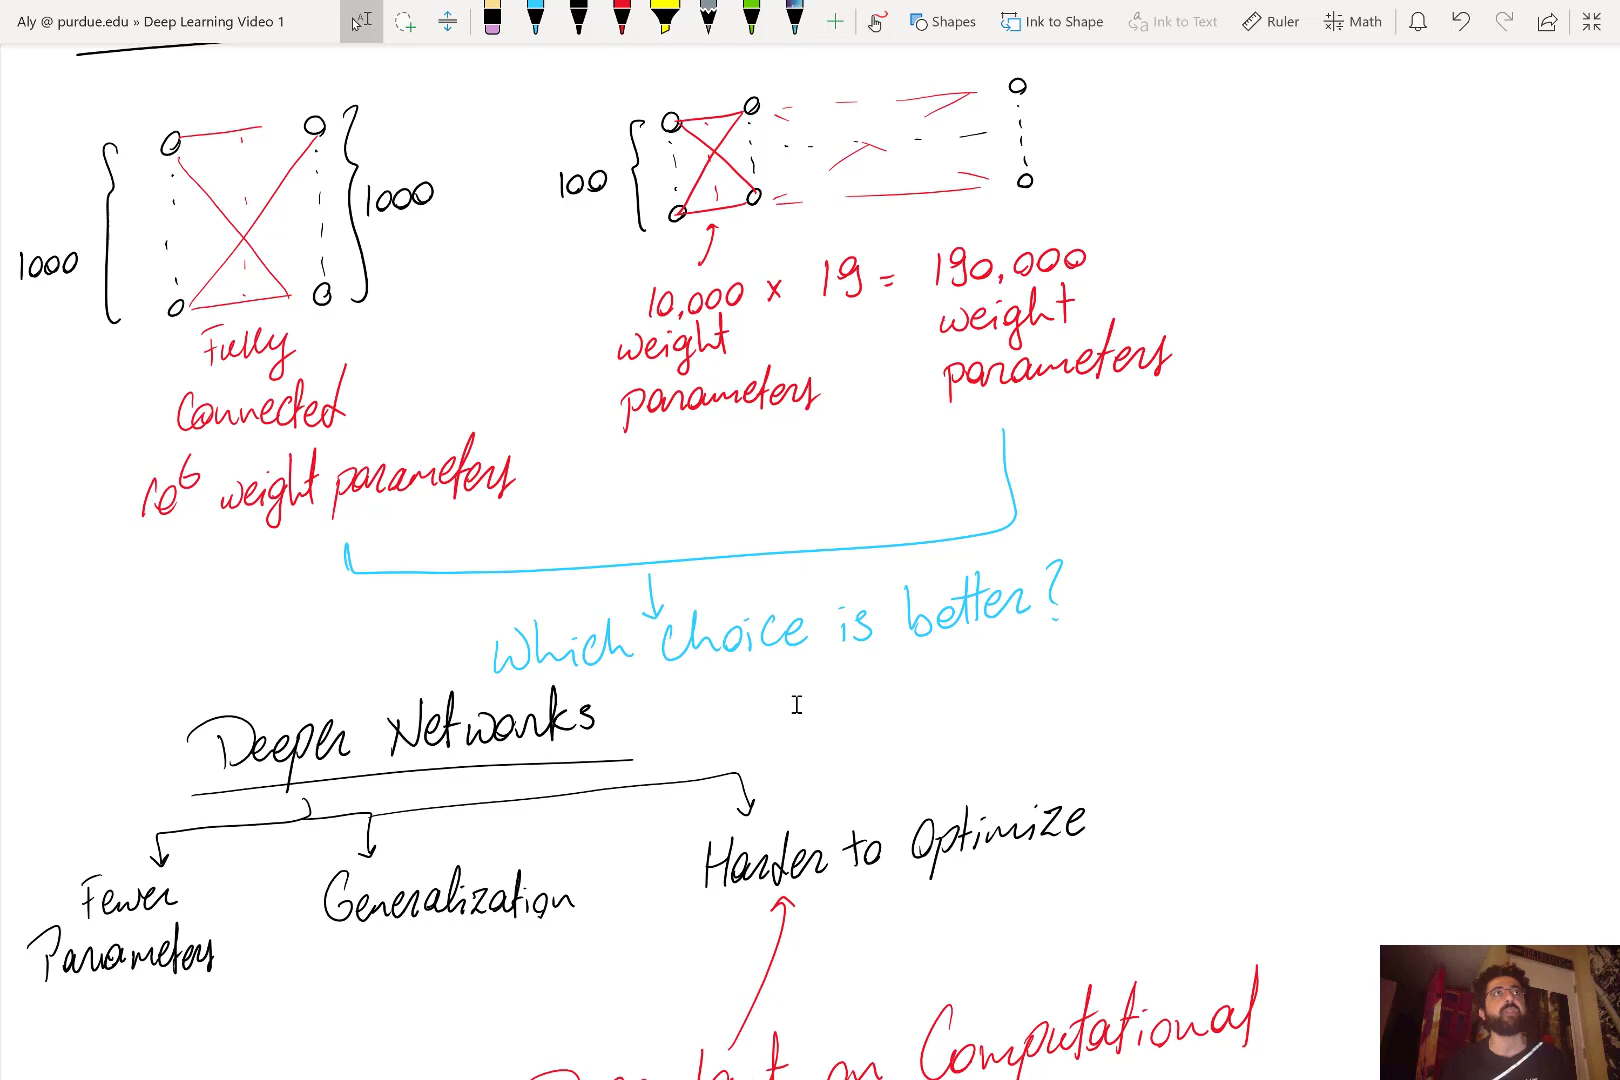 Aly @ purdue.edu » Deep Learning Video 1
Shapes
Ink to Shape
Ink to Text
Ruler
Math
1000
1000
Fully
Connected
10⁶ weight parameters
100
10,000 × 19 = 190,000
weight
parameters
weight
parameters
Which choice is better?
Deeper Networks
Fewer
Parameters
Generalization
Harder to Optimize
on Computational